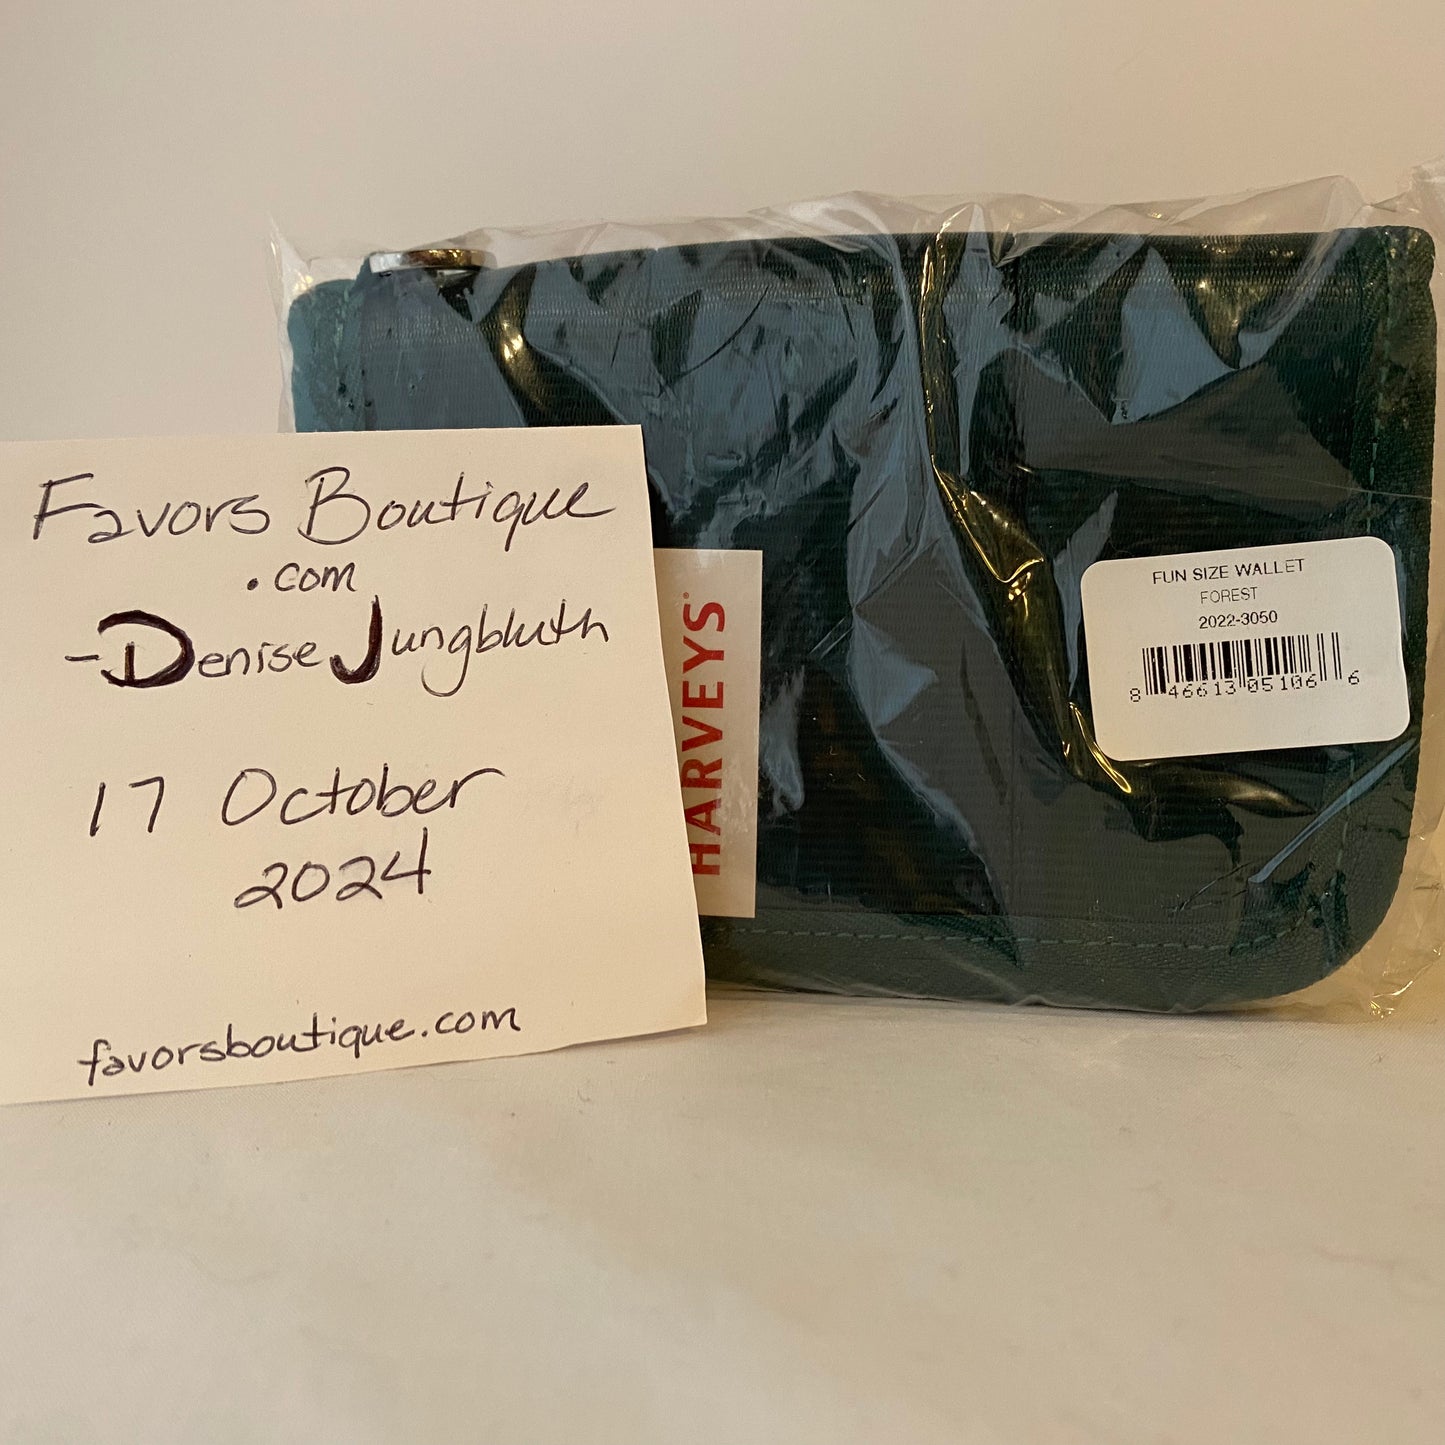 Favors Boutique
.com
-Denise Jungbluth
17 October
2024
favorsboutique.com
HARVEYS®
FUN SIZE WALLET
FOREST
2022-3050
8 46613 05106 6